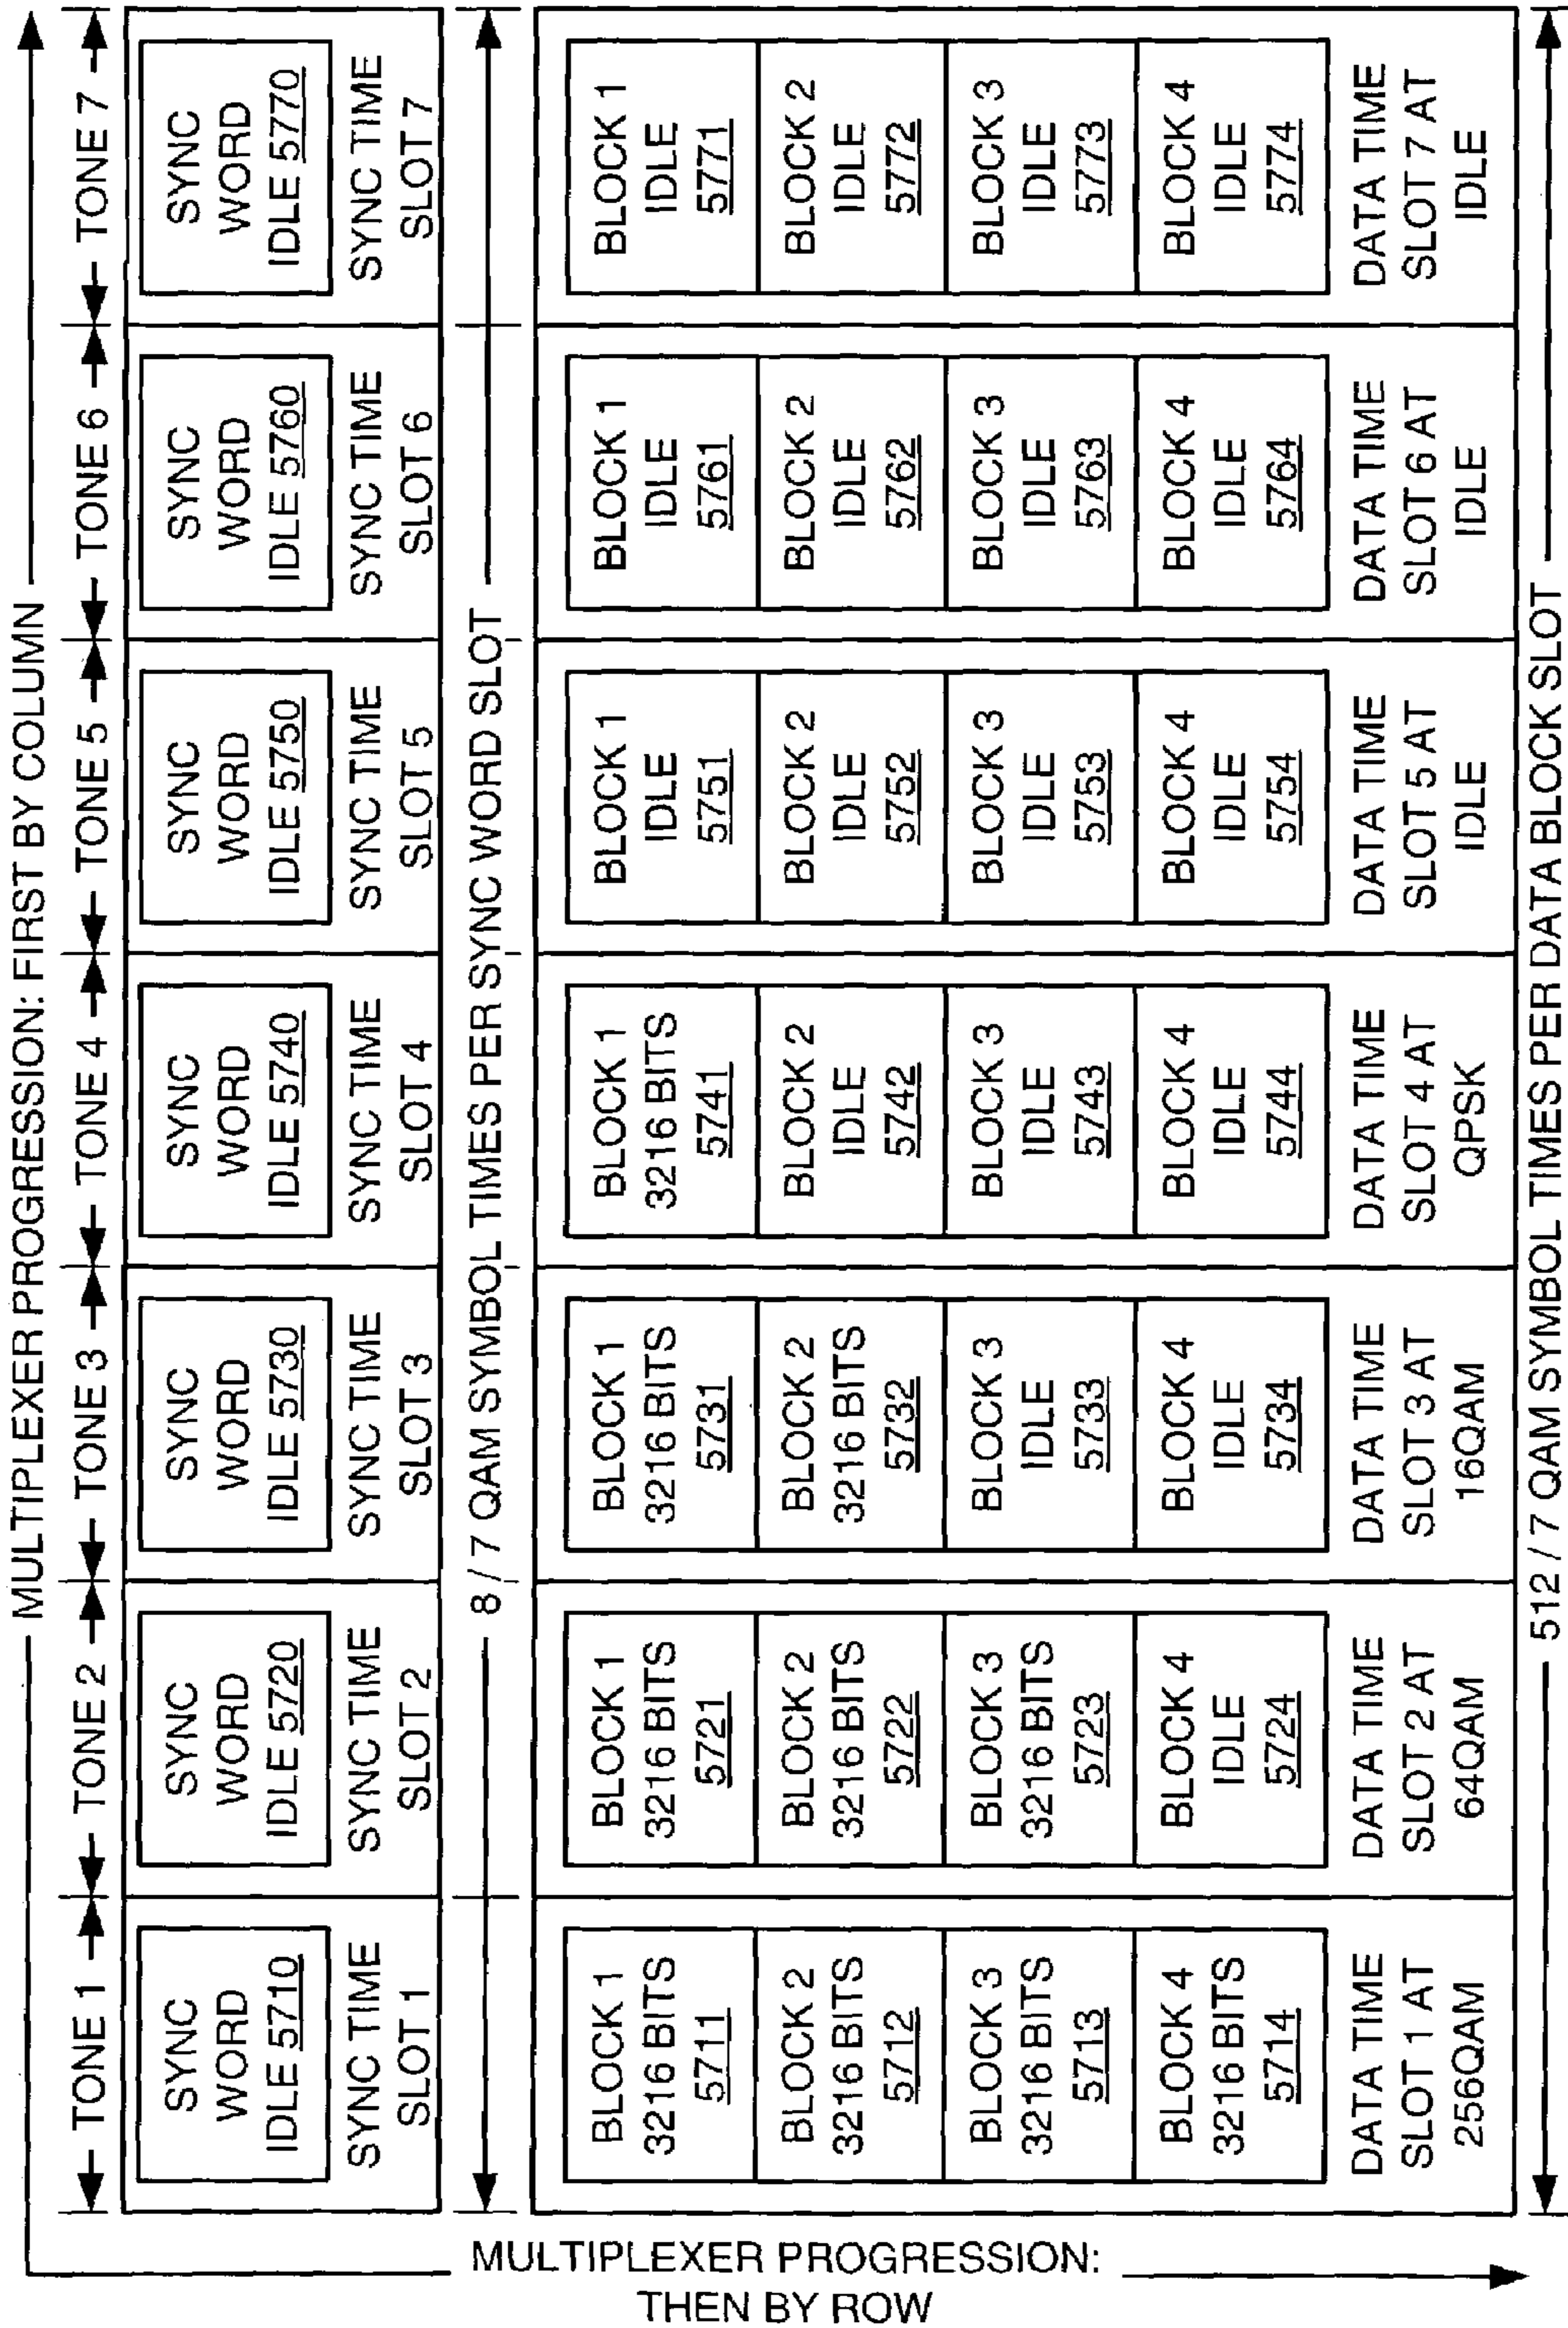 MULTIPLEXER PROGRESSION: FIRST BY COLUMN
TONE 1
TONE 2
TONE 3
TONE 4
TONE 5
TONE 6
TONE 7
SYNC
WORD
IDLE 5710
SYNC TIME
SLOT 1
SYNC
WORD
IDLE 5720
SYNC TIME
SLOT 2
SYNC
WORD
IDLE 5730
SYNC TIME
SLOT 3
SYNC
WORD
IDLE 5740
SYNC TIME
SLOT 4
SYNC
WORD
IDLE 5750
SYNC TIME
SLOT 5
SYNC
WORD
IDLE 5760
SYNC TIME
SLOT 6
SYNC
WORD
IDLE 5770
SYNC TIME
SLOT 7
8 / 7 QAM SYMBOL TIMES PER SYNC WORD SLOT
BLOCK 1
3216 BITS
5711
BLOCK 2
3216 BITS
5712
BLOCK 3
3216 BITS
5713
BLOCK 4
3216 BITS
5714
DATA TIME
SLOT 1 AT
256QAM
BLOCK 1
3216 BITS
5721
BLOCK 2
3216 BITS
5722
BLOCK 3
3216 BITS
5723
BLOCK 4
IDLE
5724
DATA TIME
SLOT 2 AT
64QAM
BLOCK 1
3216 BITS
5731
BLOCK 2
3216 BITS
5732
BLOCK 3
IDLE
5733
BLOCK 4
IDLE
5734
DATA TIME
SLOT 3 AT
16QAM
BLOCK 1
3216 BITS
5741
BLOCK 2
IDLE
5742
BLOCK 3
IDLE
5743
BLOCK 4
IDLE
5744
DATA TIME
SLOT 4 AT
QPSK
BLOCK 1
IDLE
5751
BLOCK 2
IDLE
5752
BLOCK 3
IDLE
5753
BLOCK 4
IDLE
5754
DATA TIME
SLOT 5 AT
IDLE
BLOCK 1
IDLE
5761
BLOCK 2
IDLE
5762
BLOCK 3
IDLE
5763
BLOCK 4
IDLE
5764
DATA TIME
SLOT 6 AT
IDLE
BLOCK 1
IDLE
5771
BLOCK 2
IDLE
5772
BLOCK 3
IDLE
5773
BLOCK 4
IDLE
5774
DATA TIME
SLOT 7 AT
IDLE
512 / 7 QAM SYMBOL TIMES PER DATA BLOCK SLOT
MULTIPLEXER PROGRESSION:
THEN BY ROW